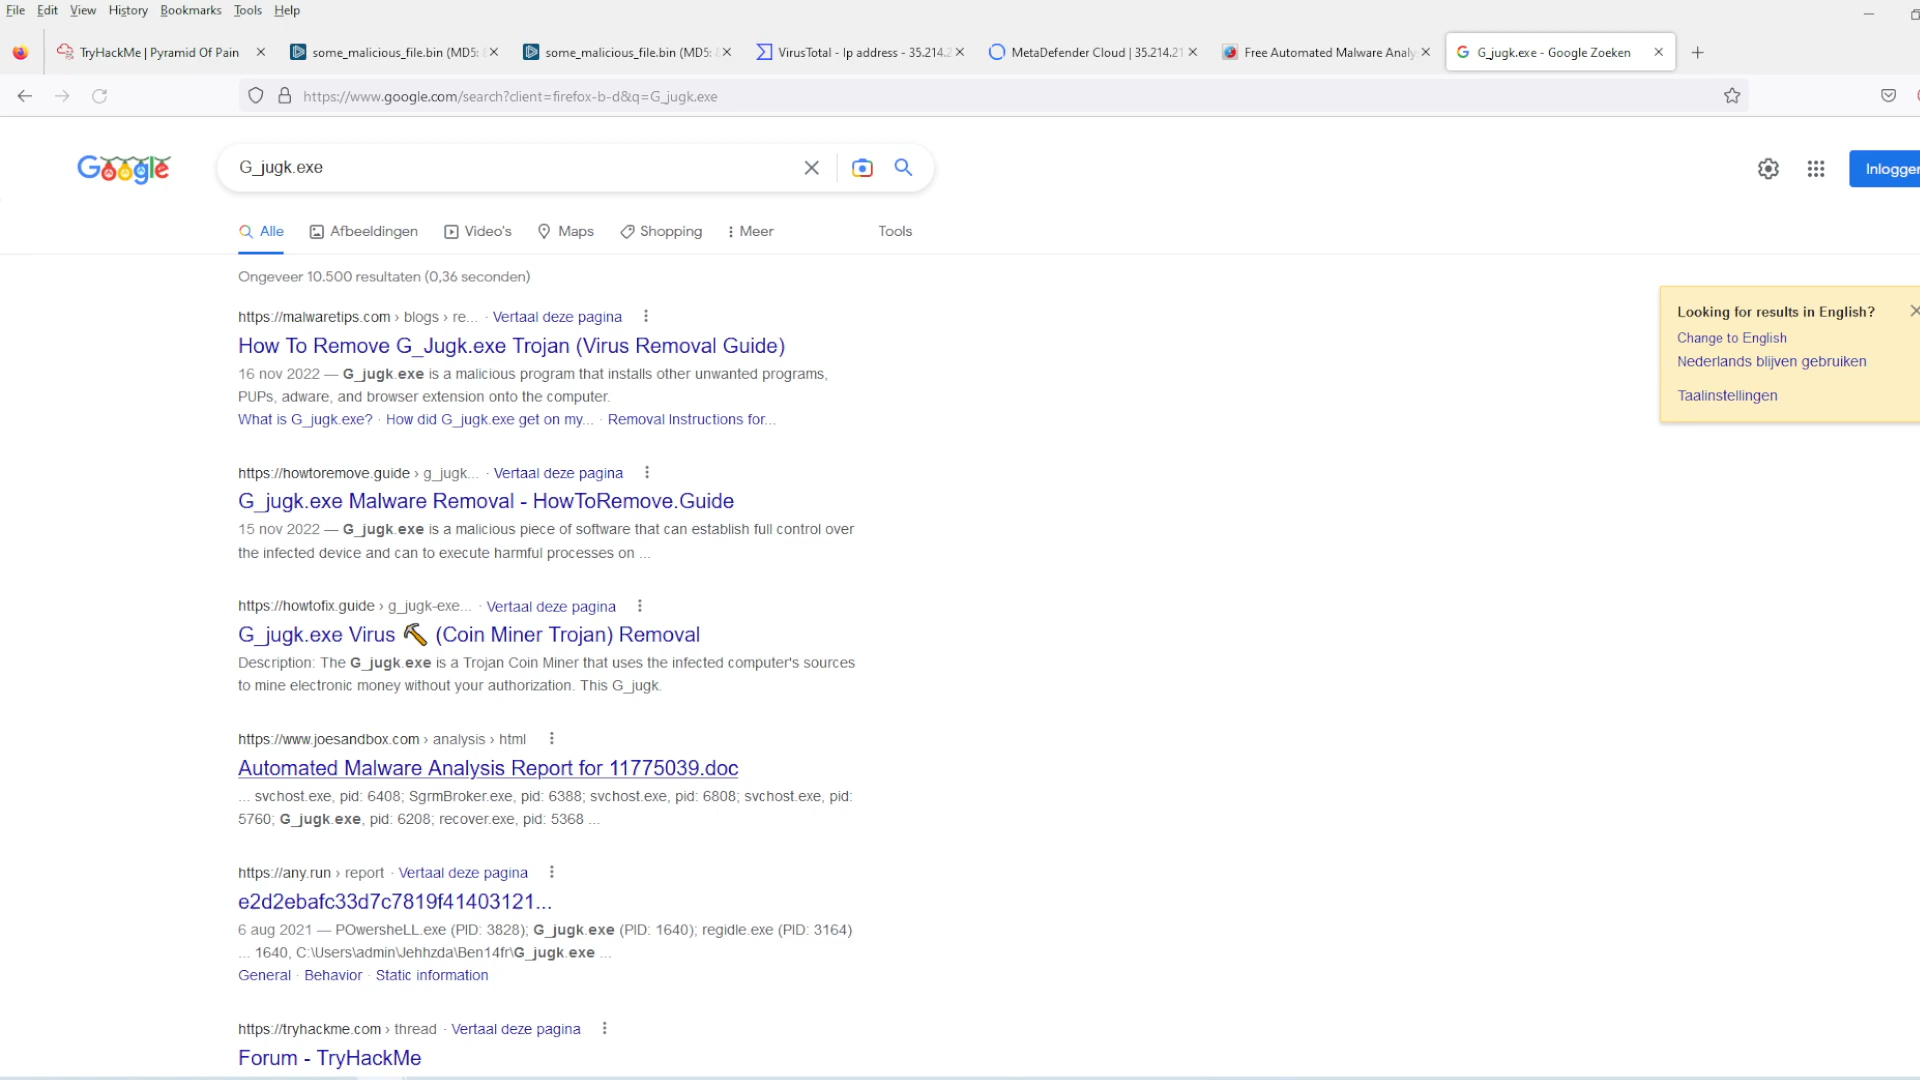 File Edit View History Bookmarks Tools Help
TryHackMe | Pyramid Of Pain
some_malicious_file.bin (MD5:
some_malicious_file.bin (MD5:
VirusTotal - Ip address - 35.214.2
MetaDefender Cloud | 35.214.21
Free Automated Malware Analy
G_jugk.exe - Google Zoeken
https://www.google.com/search?client=firefox-b-d&q=G_jugk.exe
Google
G_jugk.exe
Inlogger
Alle Afbeeldingen Video's Maps Shopping Meer Tools
Ongeveer 10.500 resultaten (0,36 seconden)
https://malwaretips.com › blogs › re... · Vertaal deze pagina
How To Remove G_Jugk.exe Trojan (Virus Removal Guide)
16 nov 2022 — G_jugk.exe is a malicious program that installs other unwanted programs,
PUPs, adware, and browser extension onto the computer.
What is G_jugk.exe? · How did G_jugk.exe get on my... · Removal Instructions for...
https://howtoremove.guide › g_jugk... · Vertaal deze pagina
G_jugk.exe Malware Removal - HowToRemove.Guide
15 nov 2022 — G_jugk.exe is a malicious piece of software that can establish full control over
the infected device and can to execute harmful processes on ...
https://howtofix.guide › g_jugk-exe... · Vertaal deze pagina
G_jugk.exe Virus 🔨 (Coin Miner Trojan) Removal
Description: The G_jugk.exe is a Trojan Coin Miner that uses the infected computer's sources
to mine electronic money without your authorization. This G_jugk.
https://www.joesandbox.com › analysis › html
Automated Malware Analysis Report for 11775039.doc
... svchost.exe, pid: 6408; SgrmBroker.exe, pid: 6388; svchost.exe, pid: 6808; svchost.exe, pid:
5760; G_jugk.exe, pid: 6208; recover.exe, pid: 5368 ...
https://any.run › report · Vertaal deze pagina
e2d2ebafc33d7c7819f41403121...
6 aug 2021 — POwersheLL.exe (PID: 3828); G_jugk.exe (PID: 1640); regidle.exe (PID: 3164)
... 1640, C:\Users\admin\Jehhzda\Ben14fr\G_jugk.exe ...
General · Behavior · Static information
https://tryhackme.com › thread · Vertaal deze pagina
Forum - TryHackMe
Looking for results in English?
Change to English
Nederlands blijven gebruiken
Taalinstellingen